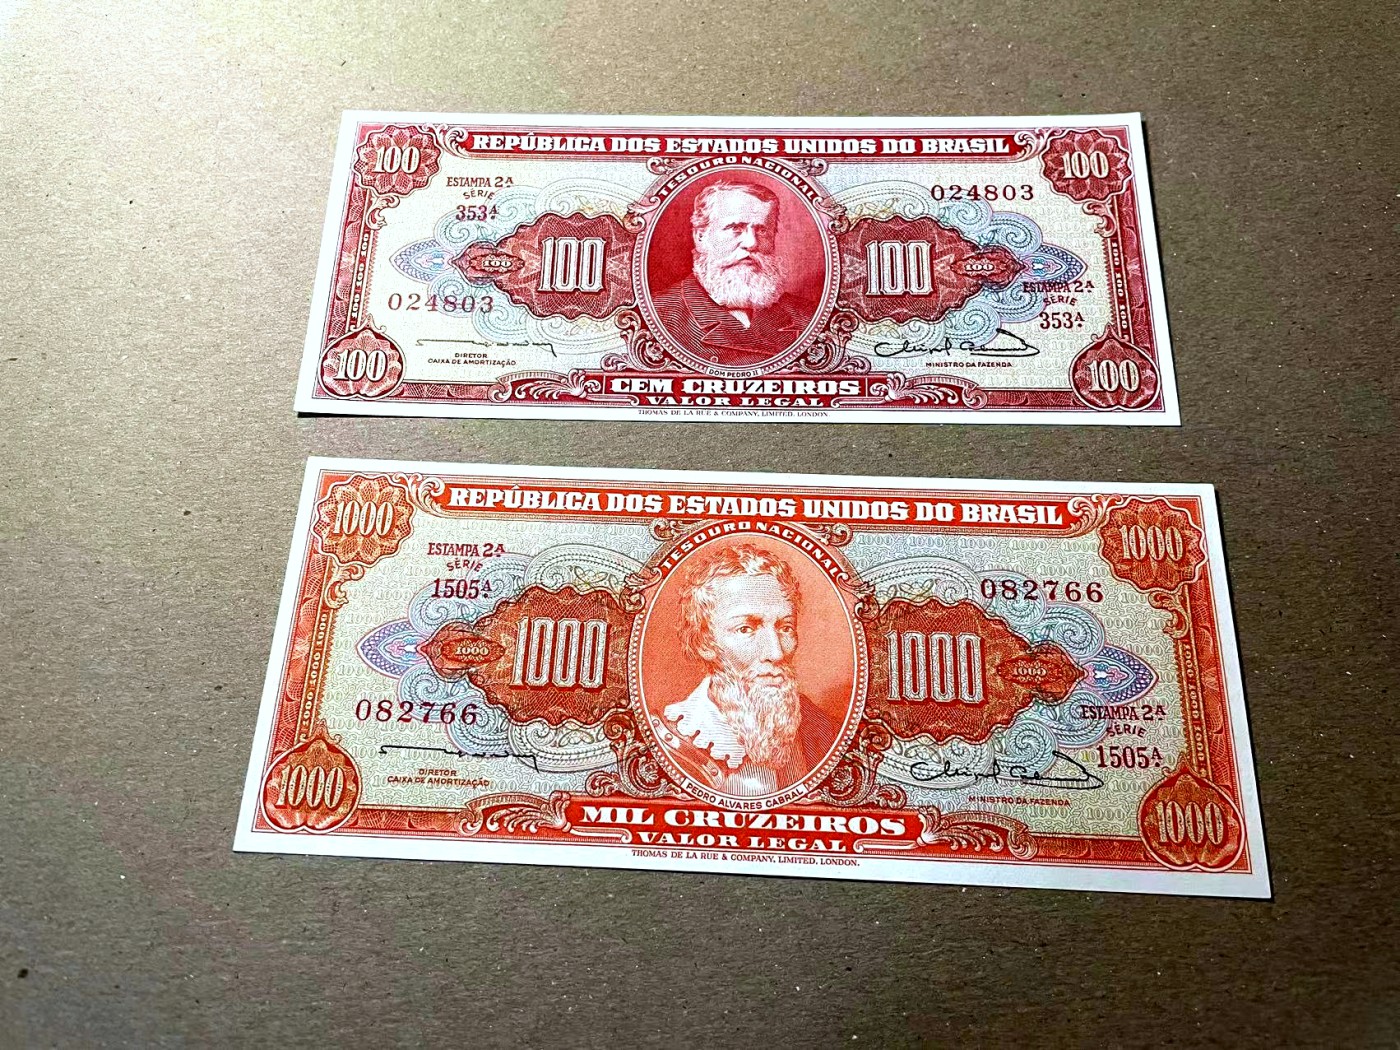 100 REPÚBLICA DOS ESTADOS UNIDOS DO BRASIL 100
TESOURO NACIONAL
ESTAMPA 2ª
SÉRIE
353ª
024803
100 100 100 100
024803
ESTAMPA 2ª
SÉRIE
353ª
DIRETOR
CAIXA DE AMORTIZAÇÃO
MINISTRO DA FAZENDA
DOM PEDRO II
100 CEM CRUZEIROS 100
VALOR LEGAL
THOMAS DE LA RUE & COMPANY, LIMITED, LONDON.
1000 REPÚBLICA DOS ESTADOS UNIDOS DO BRASIL 1000
TESOURO NACIONAL
ESTAMPA 2ª
SÉRIE
1505ª
082766
1000 1000 1000 1000
082766
ESTAMPA 2ª
SÉRIE
1505ª
DIRETOR
CAIXA DE AMORTIZAÇÃO
MINISTRO DA FAZENDA
PEDRO ALVARES CABRAL
1000 MIL CRUZEIROS 1000
VALOR LEGAL
THOMAS DE LA RUE & COMPANY, LIMITED, LONDON.